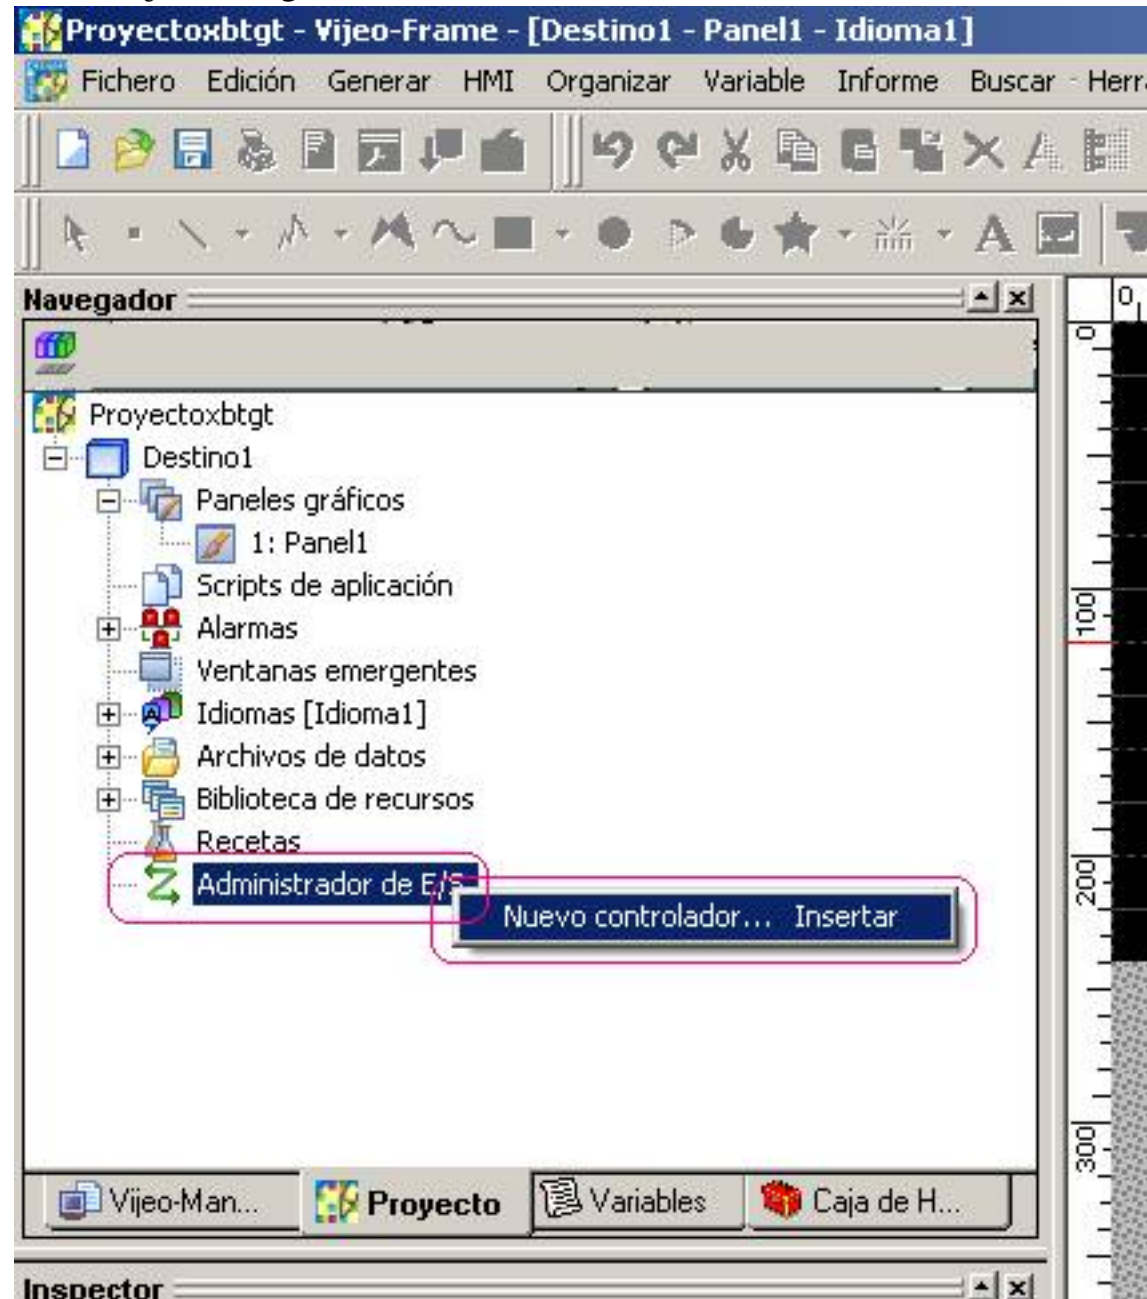 Proyectoxbtgt - Vijeo-Frame - [Destino1 - Panel1 - Idioma1]
Fichero Edición Generar HMI Organizar Variable Informe Buscar Herra
Navegador
0
Proyectoxbtgt
Destino1
Paneles gráficos
1: Panel1
Scripts de aplicación
Alarmas
Ventanas emergentes
Idiomas [Idioma1]
Archivos de datos
Biblioteca de recursos
Recetas
Administrador de E/S
Nuevo controlador... Insertar
0
100
200
300
Vijeo-Man... Proyecto Variables Caja de H...
Inspector